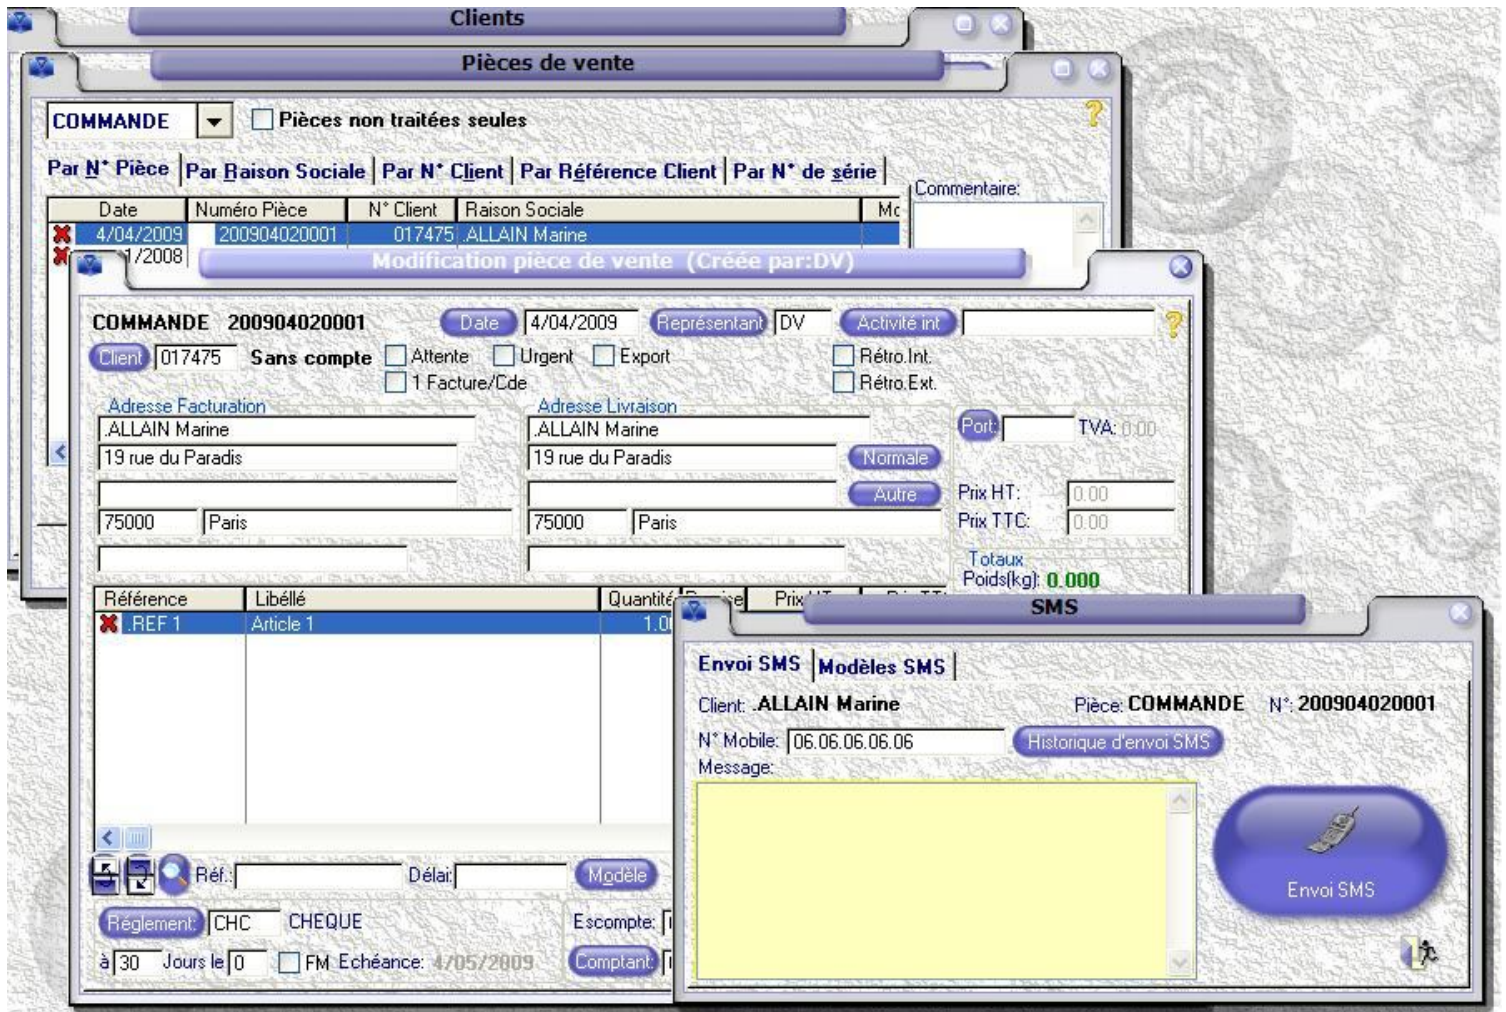 Clients
Pièces de vente
COMMANDE Pièces non traitées seules
Par N° Pièce Par Raison Sociale Par N° Client Par Référence Client Par N° de série
Commentaire:
Date Numéro Pièce N° Client Raison Sociale
4/04/2009 200904020001 017475 .ALLAIN Marine
1/2008
Modification pièce de vente (Créée par:DV)
COMMANDE 200904020001 Date 4/04/2009 Représentant DV Activité int
Client 017475 Sans compte Attente Urgent Export Rétro.Int.
1 Facture/Cde Rétro.Ext.
Adresse Facturation Adresse Livraison
.ALLAIN Marine .ALLAIN Marine Port: TVA: 0.00
19 rue du Paradis 19 rue du Paradis Normale
Autre Prix HT: 0.00
75000 Paris 75000 Paris Prix TTC: 0.00
Totaux
Poids(kg): 0.000
Référence Libéllé Quantité
.REF 1 Article 1
SMS
Envoi SMS Modèles SMS
Client: .ALLAIN Marine Pièce: COMMANDE N°: 200904020001
N° Mobile: 06.06.06.06.06 Historique d'envoi SMS
Message:
Envoi SMS
Réf.: Délai: Modèle
Réglement: CHC CHEQUE Escompte:
à 30 Jours le 0 FM Echéance: 4/05/2009 Comptant: